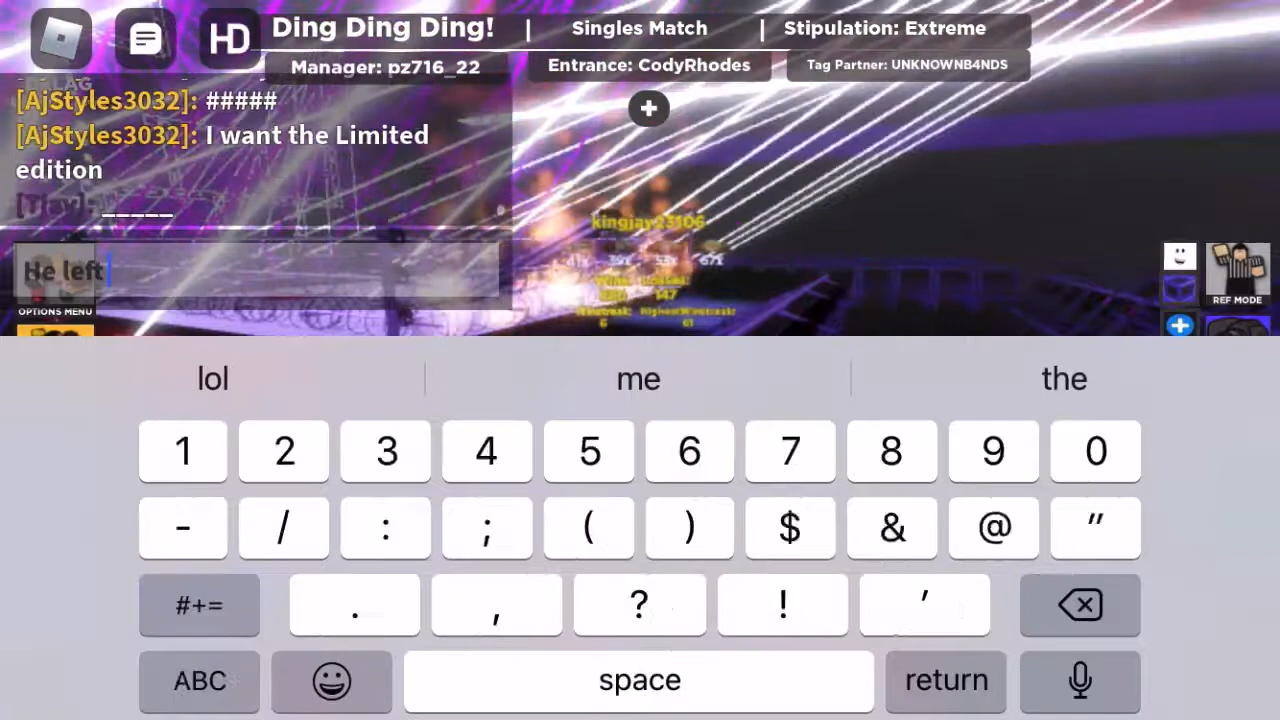 HD
Ding Ding Ding! | Singles Match | Stipulation: Extreme
Manager: pz716_22
Entrance: CodyRhodes
Tag Partner: UNKNOWNB4NDS
[AjStyles3032]: #####
[AjStyles3032]: I want the Limited
edition
_____
kingjay23106
He left
OPTIONS MENU
REF MODE
lol
me
the
1 2 3 4 5 6 7 8 9 0
- / : ; ( ) $ & @ "
#+= . , ? ! '
ABC space return